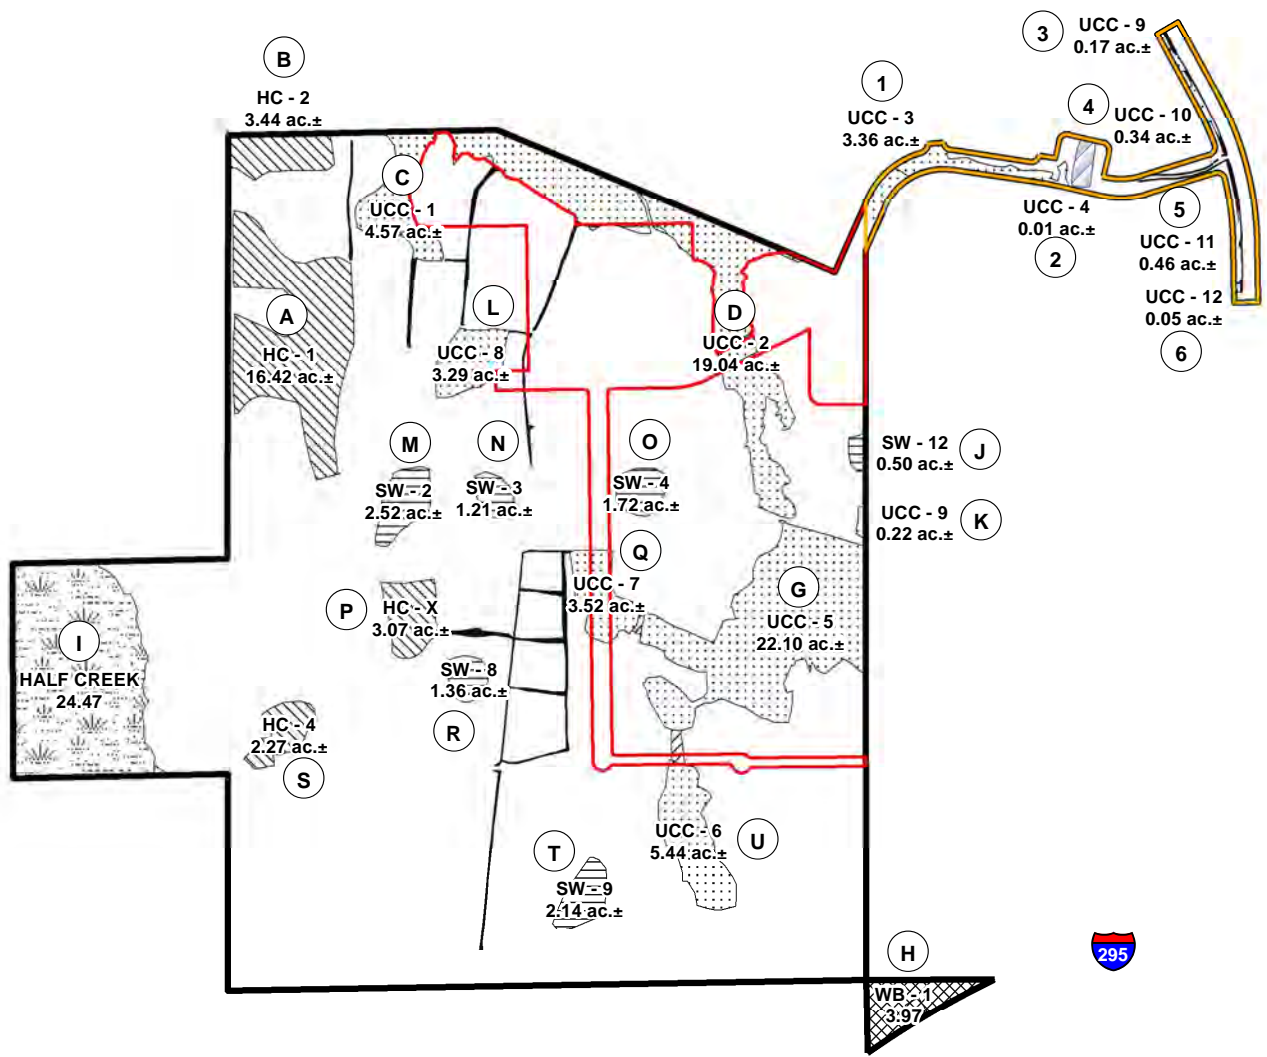 3
UCC - 9
0.17 ac.±
B
HC - 2
3.44 ac.±
1
UCC - 3
3.36 ac.±
4
UCC - 10
0.34 ac.±
C
UCC - 1
4.57 ac.±
UCC - 4
0.01 ac.±
2
5
UCC - 11
0.46 ac.±
UCC - 12
0.05 ac.±
6
A
HC - 1
16.42 ac.±
L
UCC - 8
3.29 ac.±
D
UCC - 2
19.04 ac.±
M
SW - 2
2.52 ac.±
N
SW - 3
1.21 ac.±
O
SW - 4
1.72 ac.±
SW - 12
0.50 ac.±
J
UCC - 9
0.22 ac.±
K
Q
UCC - 7
3.52 ac.±
G
UCC - 5
22.10 ac.±
P
HC - X
3.07 ac.±
I
HALF CREEK
24.47
SW - 8
1.36 ac.±
R
HC - 4
2.27 ac.±
S
T
SW - 9
2.14 ac.±
UCC - 6
5.44 ac.±
U
H
WB - 1
3.97
295